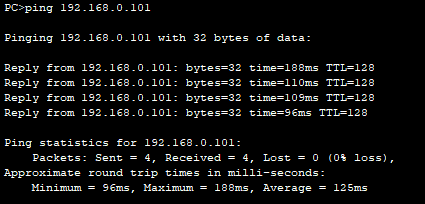 PC>ping 192.168.0.101
Pinging 192.168.0.101 with 32 bytes of data:
Reply from 192.168.0.101: bytes=32 time=188ms TTL=128
Reply from 192.168.0.101: bytes=32 time=110ms TTL=128
Reply from 192.168.0.101: bytes=32 time=109ms TTL=128
Reply from 192.168.0.101: bytes=32 time=96ms TTL=128
Ping statistics for 192.168.0.101:
Packets: Sent = 4, Received = 4, Lost = 0 (0% loss),
Approximate round trip times in milli-seconds:
Minimum = 96ms, Maximum = 188ms, Average = 125ms